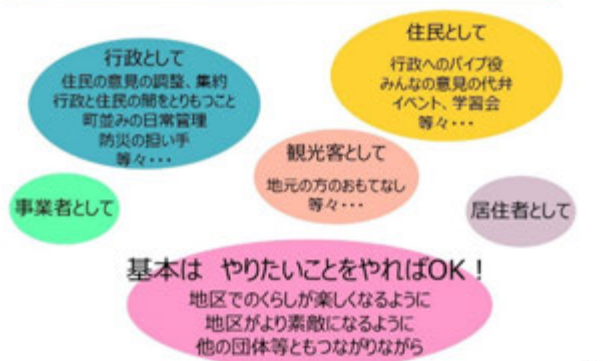 行政として
住民の意見の調整、集約
行政と住民の間をとりもつこと
町並みの日常管理
防災の担い手
等々・・・
住民として
行政へのパイプ役
みんなの意見の代弁
イベント、学習会
等々・・・
観光客として
地元の方のおもてなし
等々・・・
事業者として
居住者として
基本は やりたいことをやればOK！
地区でのくらしが楽しくなるように
地区がより素敵になるように
他の団体等ともつながりながら